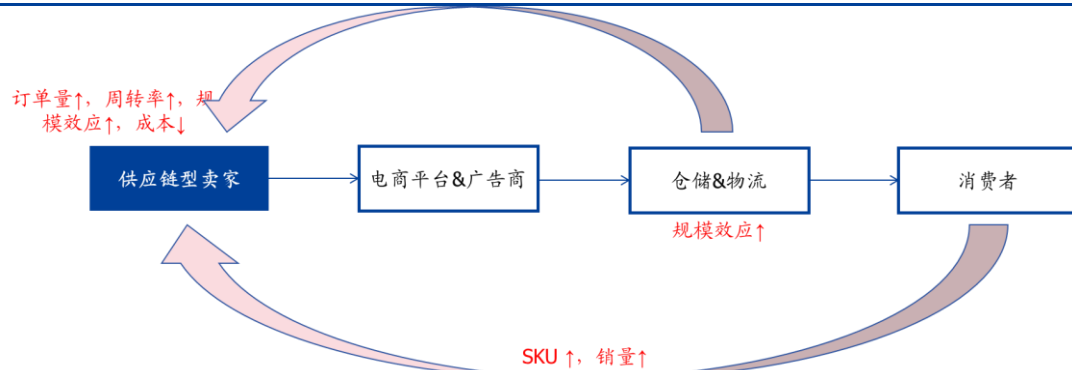 订单量↑，周转率↑，规
模效应↑，成本↓
供应链型卖家
电商平台&广告商
仓储&物流
消费者
规模效应↑
SKU ↑，销量↑